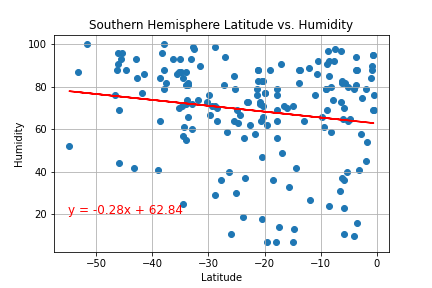 Southern Hemisphere Latitude vs. Humidity
100
80
60
40
20
Humidity
y = -0.28x + 62.84
−50
−40
−30
−20
−10
0
Latitude